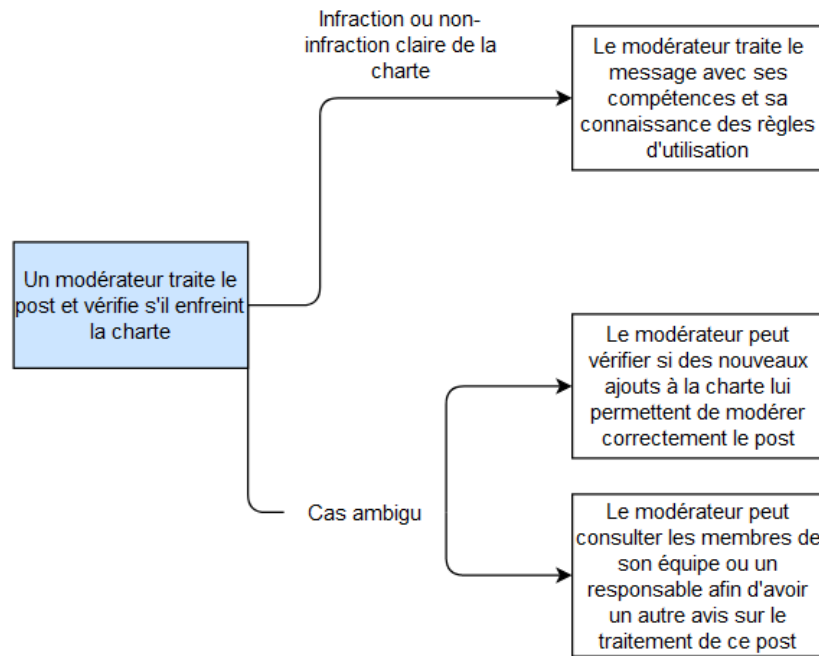 Infraction ou non-
infraction claire de la
charte
Le modérateur traite le
message avec ses
compétences et sa
connaissance des règles
d'utilisation
Un modérateur traite le
post et vérifie s'il enfreint
la charte
Le modérateur peut
vérifier si des nouveaux
ajouts à la charte lui
permettent de modérer
correctement le post
Cas ambigu
Le modérateur peut
consulter les membres de
son équipe ou un
responsable afin d'avoir
un autre avis sur le
traitement de ce post